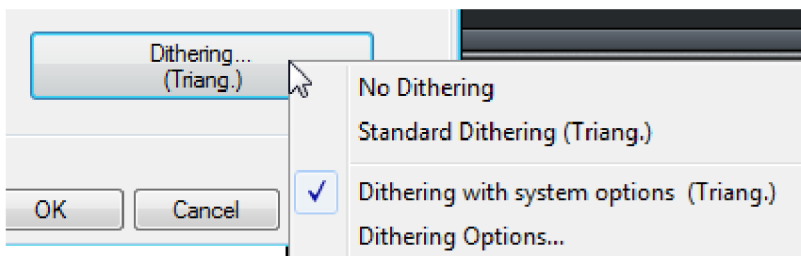 Dithering...
(Triang.)
No Dithering
Standard Dithering (Triang.)
Dithering with system options (Triang.)
Dithering Options...
OK
Cancel